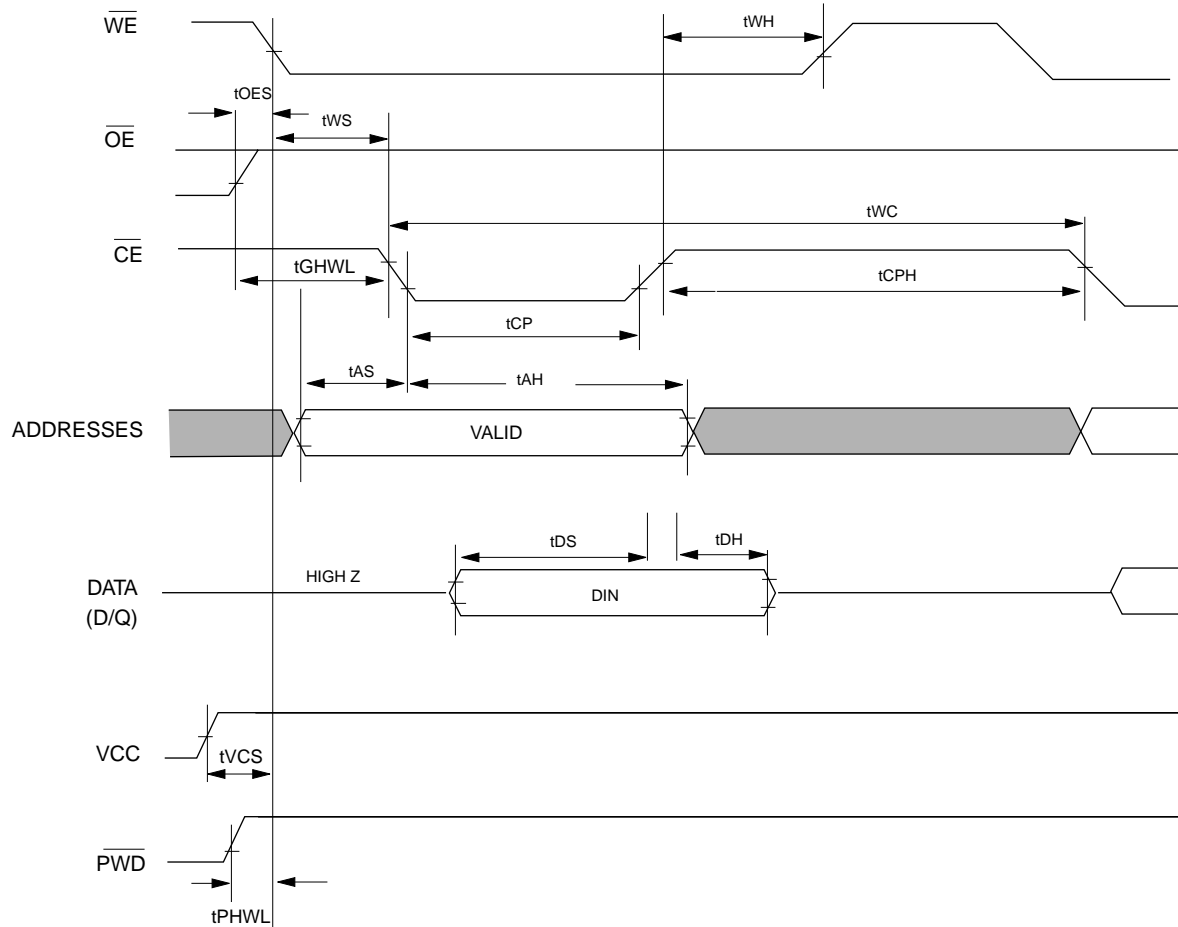 WE
tWH
tOES
tWS
OE
tWC
CE
tGHWL
tCPH
tCP
tAS
tAH
ADDRESSES
VALID
tDS
tDH
HIGH Z
DATA
(D/Q)
DIN
VCC
tVCS
PWD
tPHWL